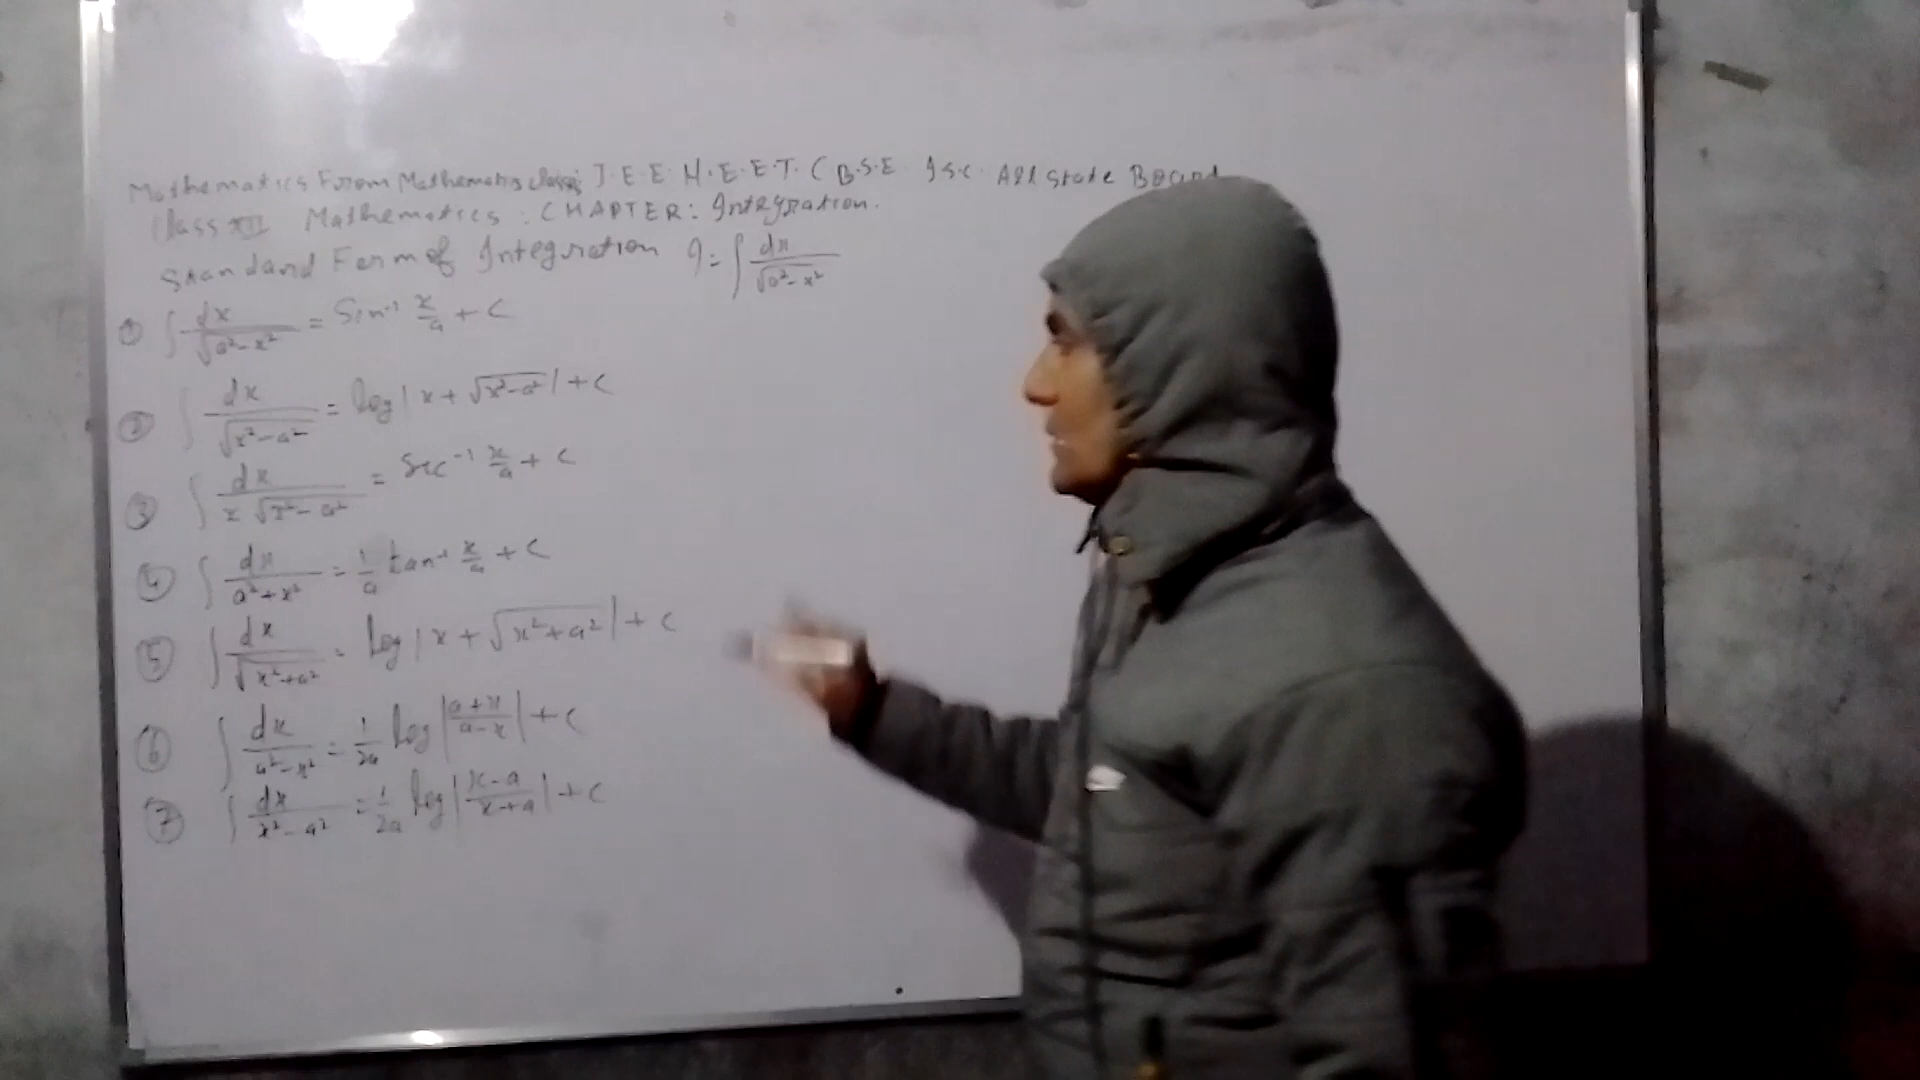 Mathematics From Mathematics Classes J.E.E. N.E.E.T. C.B.S.E. I.S.C. All State Board
Class XII Mathematics: CHAPTER: Integration.
Standard Form of Integration I = ∫ dx/√(a²-x²)
① ∫ dx/√(a²-x²) = Sin⁻¹ x/a + C
② ∫ dx/√(x²-a²) = log|x + √(x²-a²)| + C
③ ∫ dx/(x √(x²-a²)) = Sec⁻¹ x/a + C
④ ∫ dx/(a²+x²) = 1/a tan⁻¹ x/a + C
⑤ ∫ dx/√(x²+a²) = log|x + √(x²+a²)| + C
⑥ ∫ dx/(a²-x²) = 1/2a log|(a+x)/(a-x)| + C
⑦ ∫ dx/(x²-a²) = 1/2a log|(x-a)/(x+a)| + C